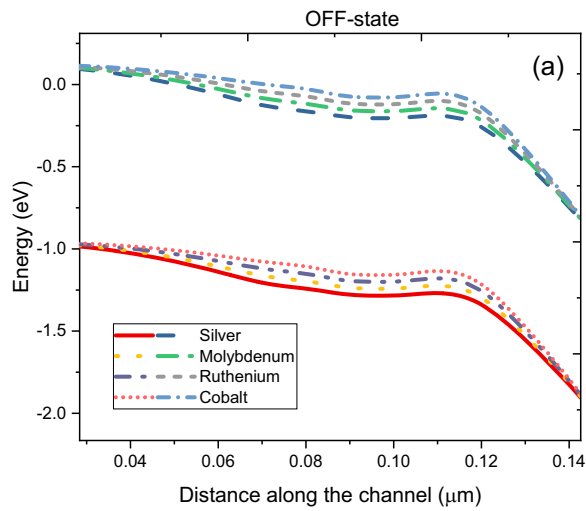 OFF-state
(a)
Energy (eV)
0.0
-0.5
-1.0
-1.5
-2.0
Silver
Molybdenum
Ruthenium
Cobalt
0.04 0.06 0.08 0.10 0.12 0.14
Distance along the channel (μm)